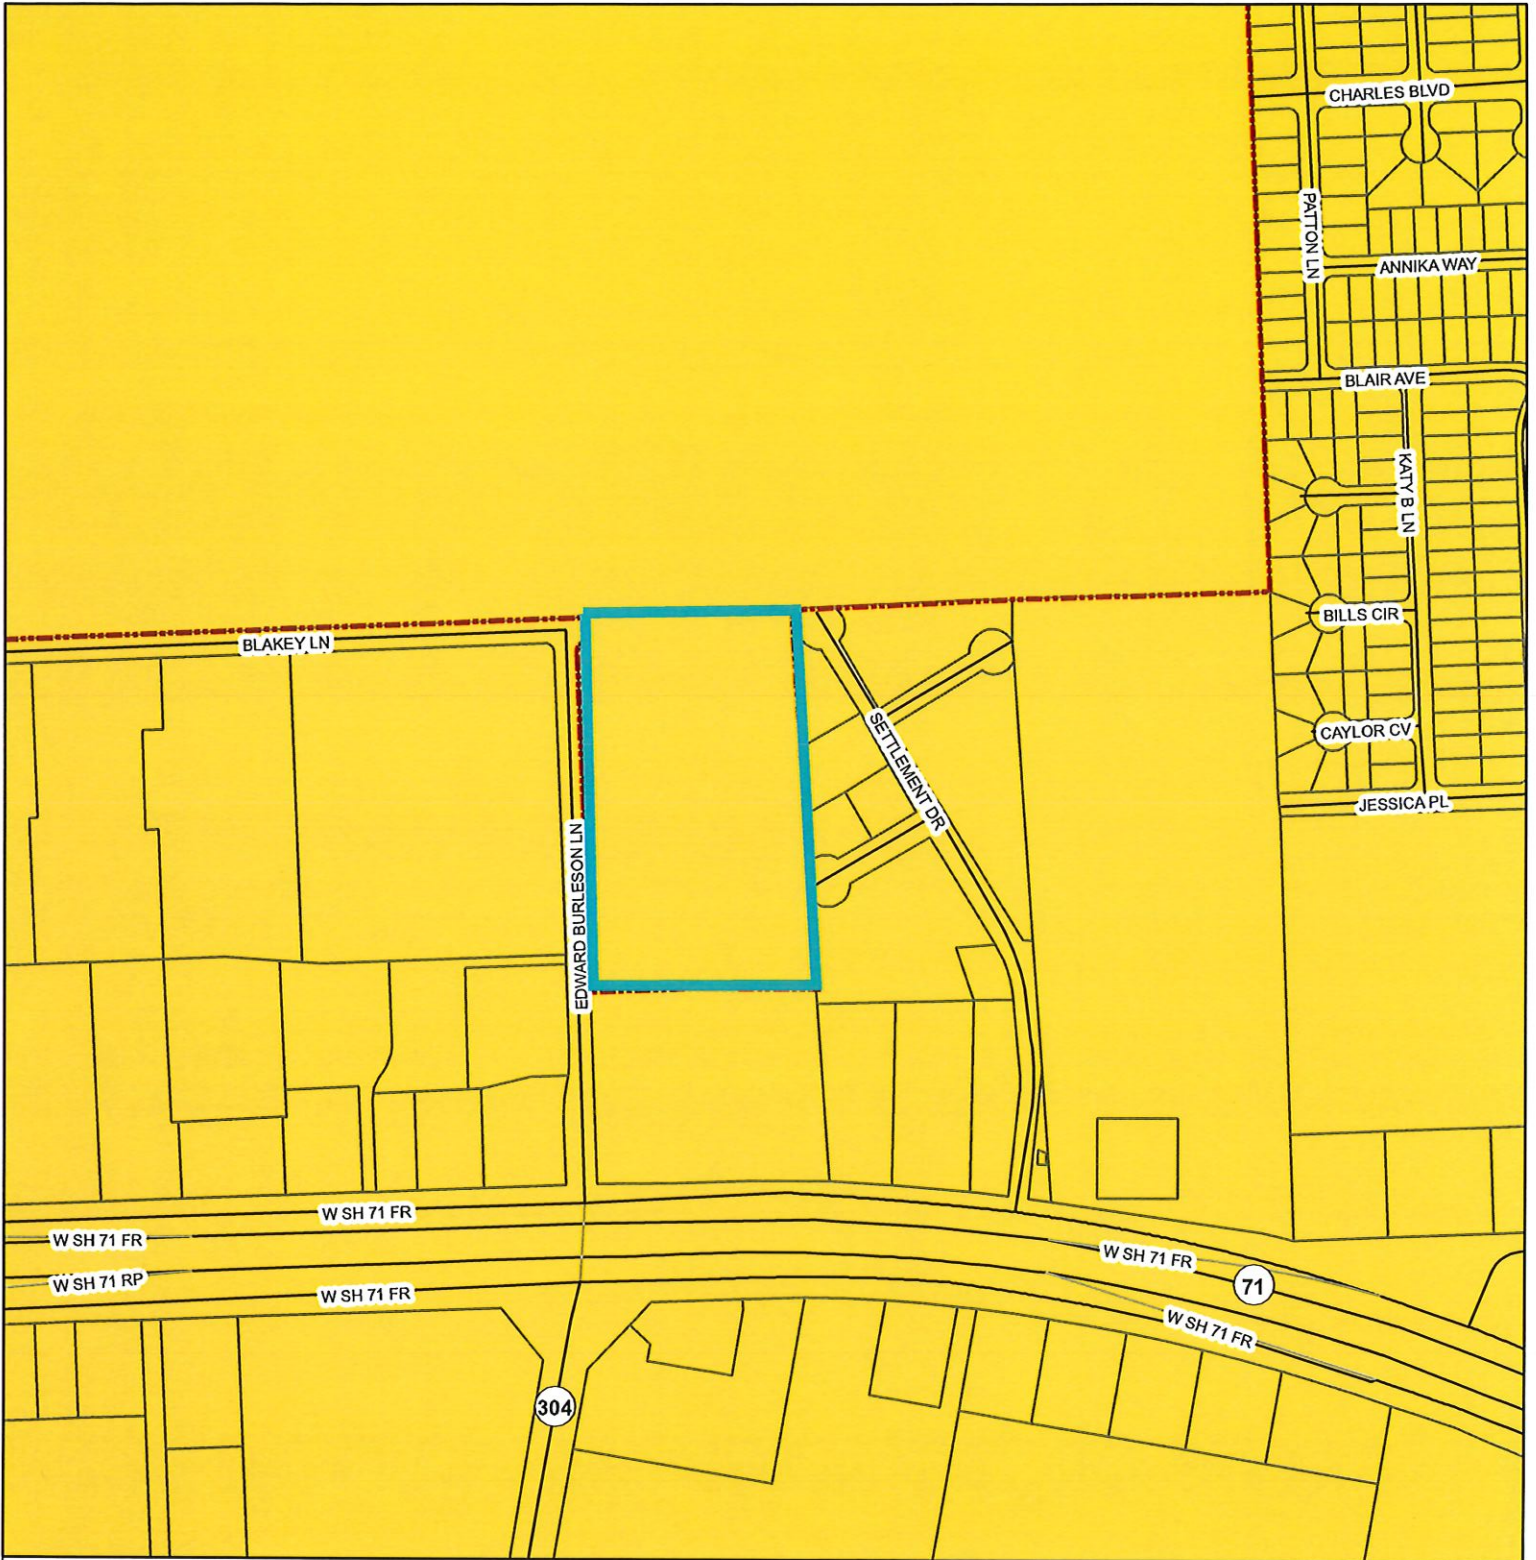 CHARLES BLVD
PATTON LN
ANNIKA WAY
BLAIR AVE
KATY B LN
BILLS CIR
BLAKEY LN
CAYLOR CV
SETTLEMENT DR
JESSICA PL
EDWARD BURLESON LN
W SH 71 FR
W SH 71 FR
W SH 71 FR
71
W SH 71 RP
W SH 71 FR
W SH 71 FR
304